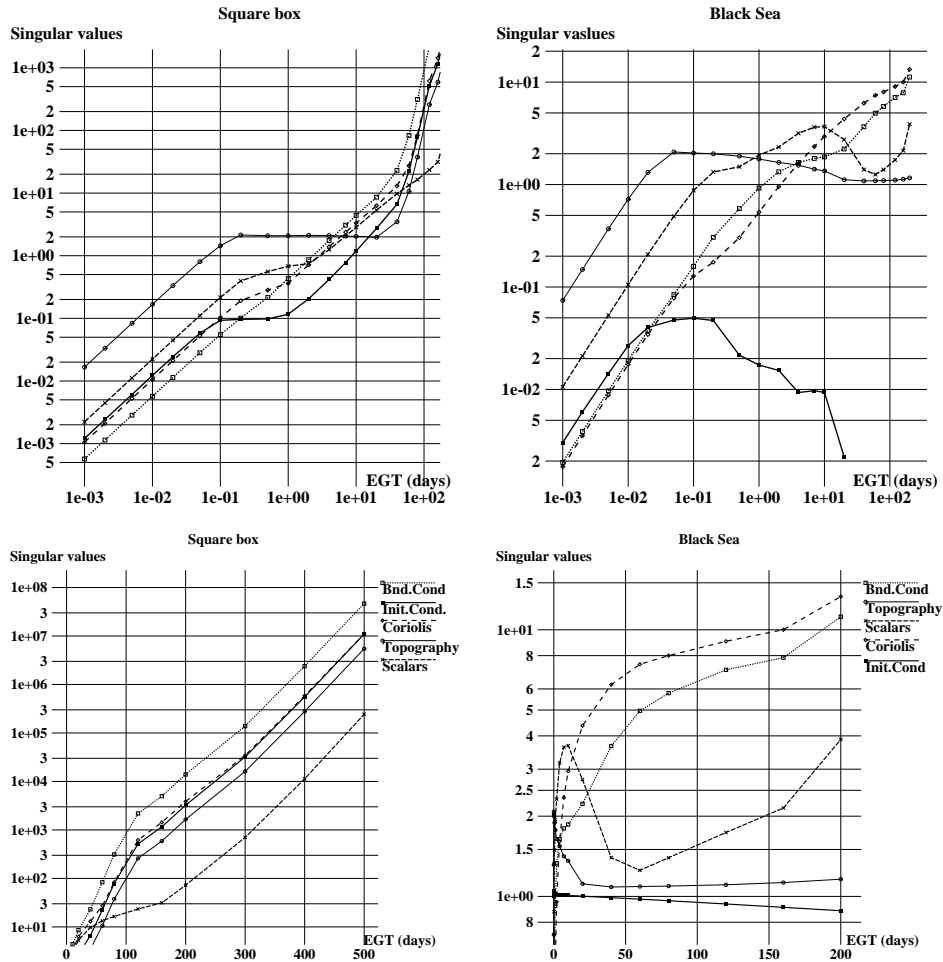 Square box
Singular values
1e+03
5
2
1e+02
5
2
1e+01
5
2
1e+00
5
2
1e-01
5
2
1e-02
5
2
1e-03
5
EGT (days)
1e-03 1e-02 1e-01 1e+00 1e+01 1e+02
Black Sea
Singular vaslues
2
1e+01
5
2
1e+00
5
2
1e-01
5
2
1e-02
5
2
EGT (days)
1e-03 1e-02 1e-01 1e+00 1e+01 1e+02
Square box
Singular values
1e+08
3
1e+07
3
1e+06
3
1e+05
3
1e+04
3
1e+03
3
1e+02
3
1e+01
EGT (days)
0 100 200 300 400 500
Bnd.Cond
Init.Cond.
Coriolis
Topography
Scalars
Black Sea
Singular values
1.5
1e+01
8
6
5
4
3
2.5
2
1.5
1e+00
8
EGT (days)
0 50 100 150 200
Bnd.Cond
Topography
Scalars
Coriolis
Init.Cond